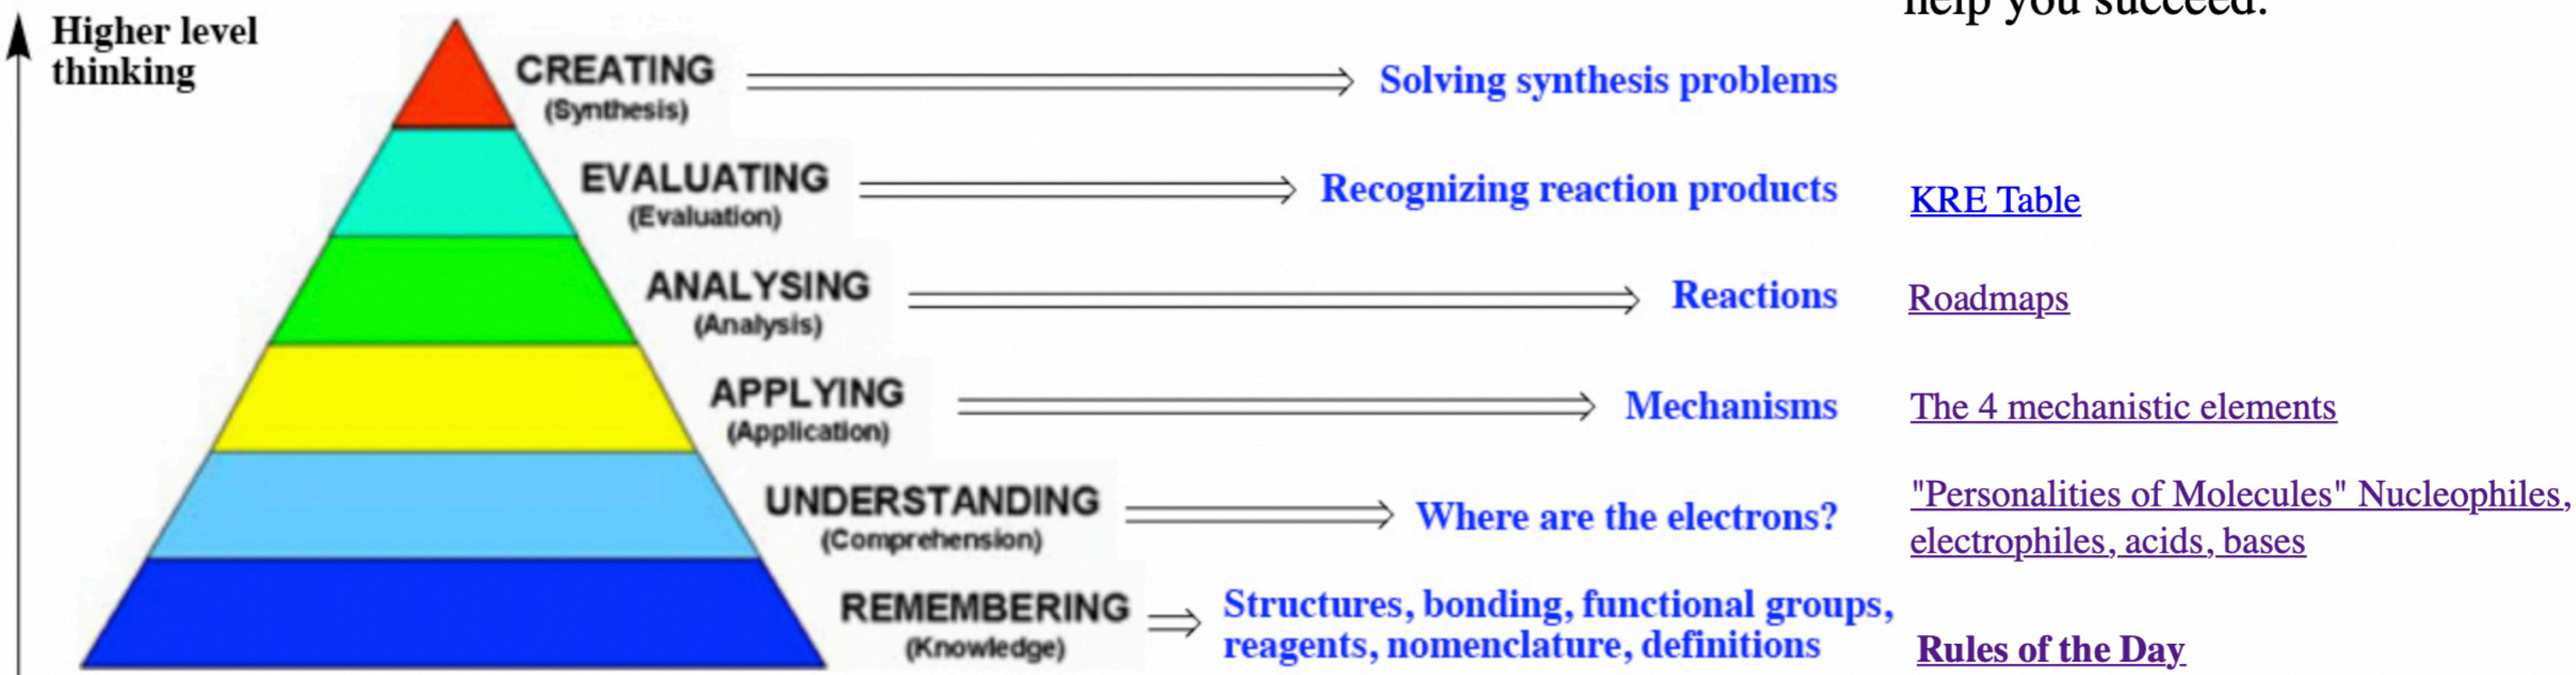 help you succeed:
Higher level
thinking
CREATING
(Synthesis)
Solving synthesis problems
EVALUATING
(Evaluation)
Recognizing reaction products
KRE Table
ANALYSING
(Analysis)
Reactions
Roadmaps
APPLYING
(Application)
Mechanisms
The 4 mechanistic elements
UNDERSTANDING
(Comprehension)
Where are the electrons?
"Personalities of Molecules" Nucleophiles,
electrophiles, acids, bases
REMEMBERING
(Knowledge)
Structures, bonding, functional groups,
reagents, nomenclature, definitions
Rules of the Day